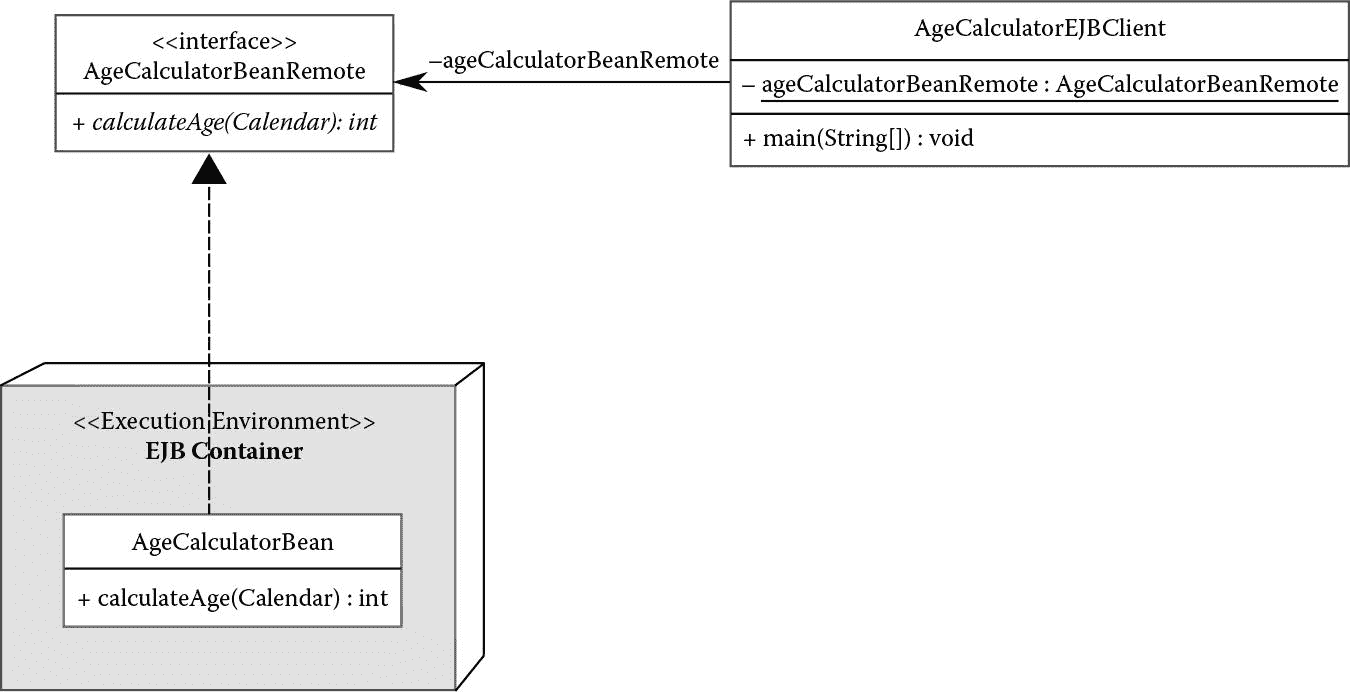 <<interface>>
AgeCalculatorBeanRemote
+ calculateAge(Calendar): int
–ageCalculatorBeanRemote
AgeCalculatorEJBClient
– ageCalculatorBeanRemote : AgeCalculatorBeanRemote
+ main(String[]) : void
<<Execution Environment>>
EJB Container
AgeCalculatorBean
+ calculateAge(Calendar) : int